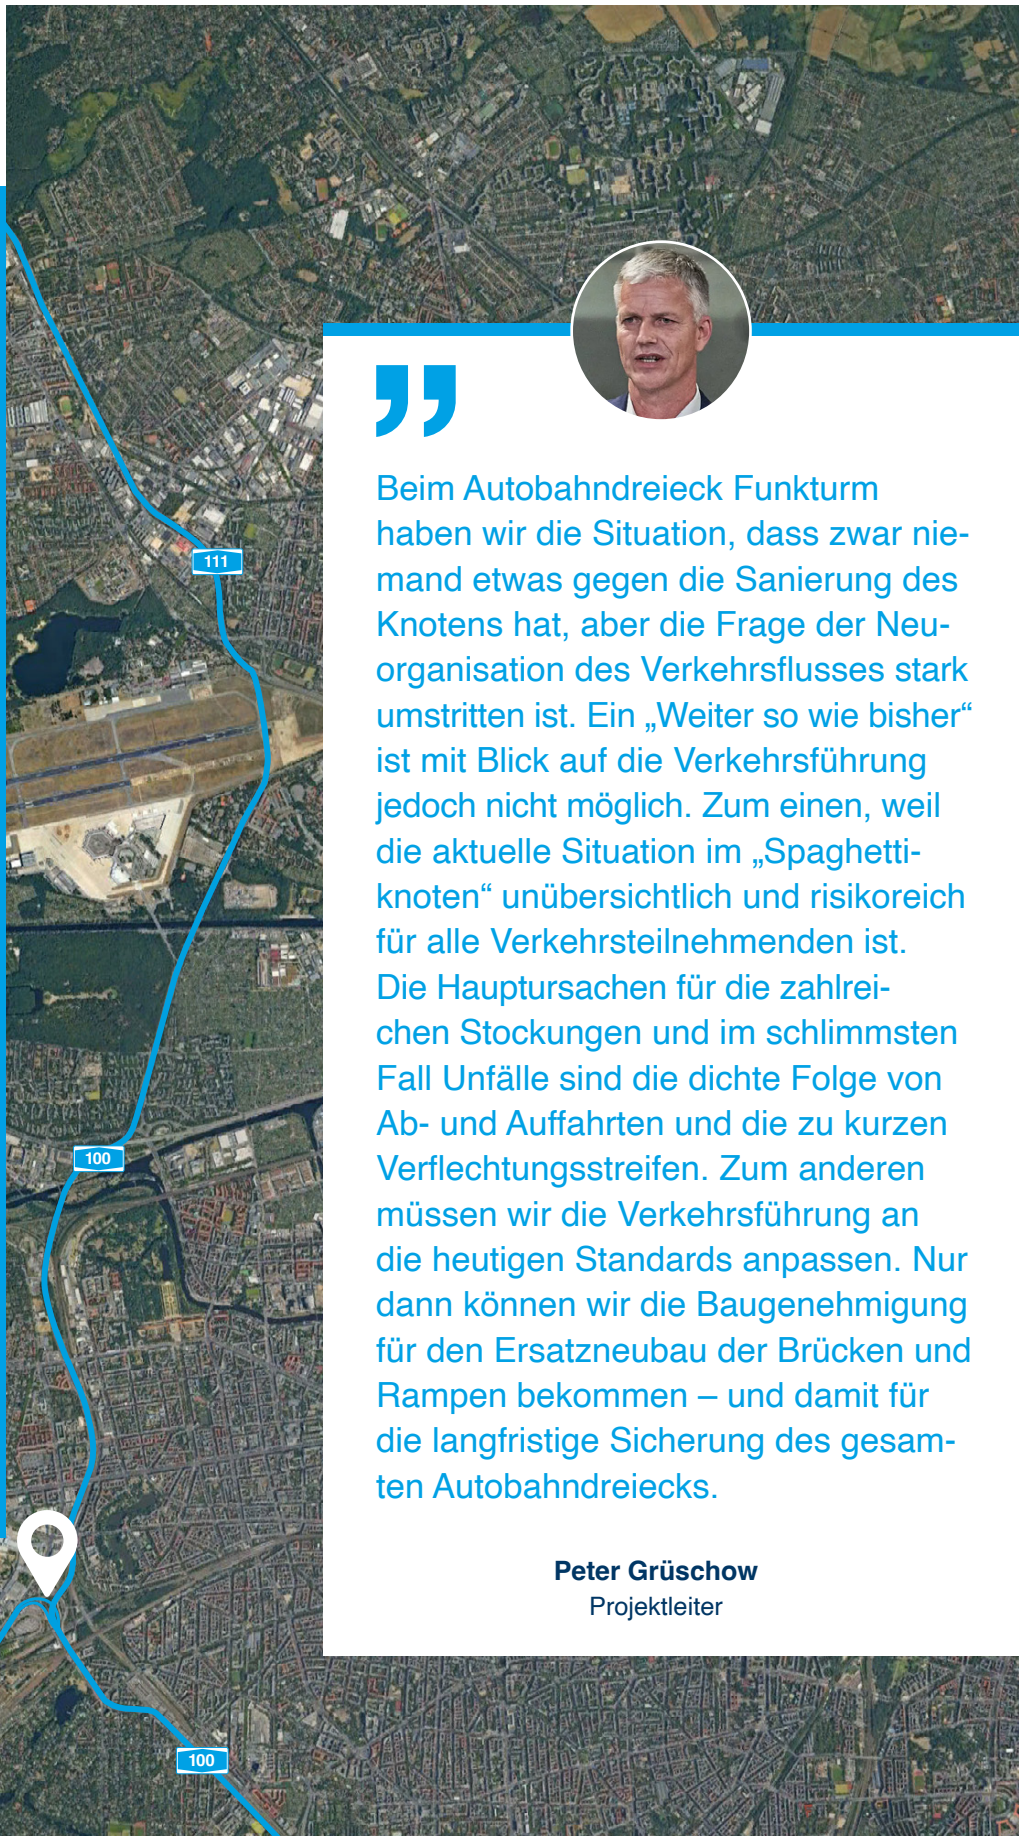 111
100
100
”
Beim Autobahndreieck Funkturm
haben wir die Situation, dass zwar nie-
mand etwas gegen die Sanierung des
Knotens hat, aber die Frage der Neu-
organisation des Verkehrsflusses stark
umstritten ist. Ein „Weiter so wie bisher“
ist mit Blick auf die Verkehrsführung
jedoch nicht möglich. Zum einen, weil
die aktuelle Situation im „Spaghetti-
knoten“ unübersichtlich und risikoreich
für alle Verkehrsteilnehmenden ist.
Die Hauptursachen für die zahlrei-
chen Stockungen und im schlimmsten
Fall Unfälle sind die dichte Folge von
Ab- und Auffahrten und die zu kurzen
Verflechtungsstreifen. Zum anderen
müssen wir die Verkehrsführung an
die heutigen Standards anpassen. Nur
dann können wir die Baugenehmigung
für den Ersatzneubau der Brücken und
Rampen bekommen – und damit für
die langfristige Sicherung des gesam-
ten Autobahndreiecks.
Peter Grüschow
Projektleiter